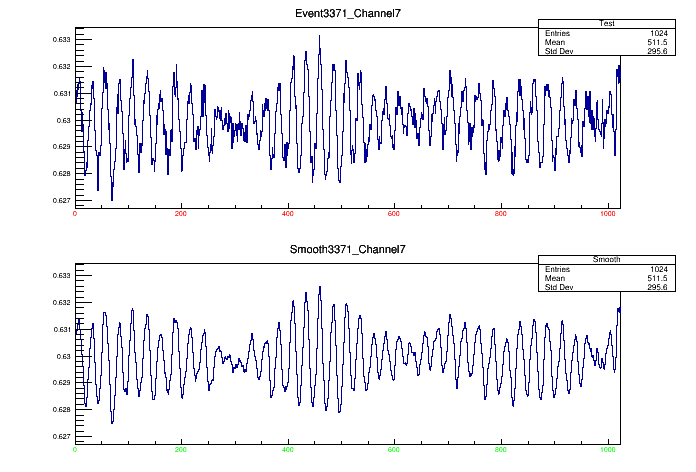 Event3371_Channel7
Test
Entries 1024
Mean 511.5
Std Dev 295.6
0.633
0.632
0.631
0.63
0.629
0.628
0.627
0 200 400 600 800 1000
Smooth3371_Channel7
Smooth
Entries 1024
Mean 511.5
Std Dev 295.6
0.633
0.632
0.631
0.63
0.629
0.628
0.627
0 200 400 600 800 1000